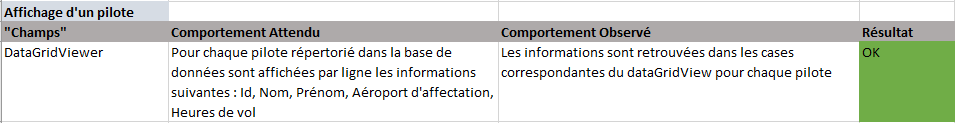 Affichage d'un pilote
"Champs" Comportement Attendu Comportement Observé Résultat
DataGridViewer Pour chaque pilote répertorié dans la base de Les informations sont retrouvées dans les cases OK
données sont affichées par ligne les informations correspondantes du dataGridView pour chaque pilote
suivantes : Id, Nom, Prénom, Aéroport d'affectation,
Heures de vol